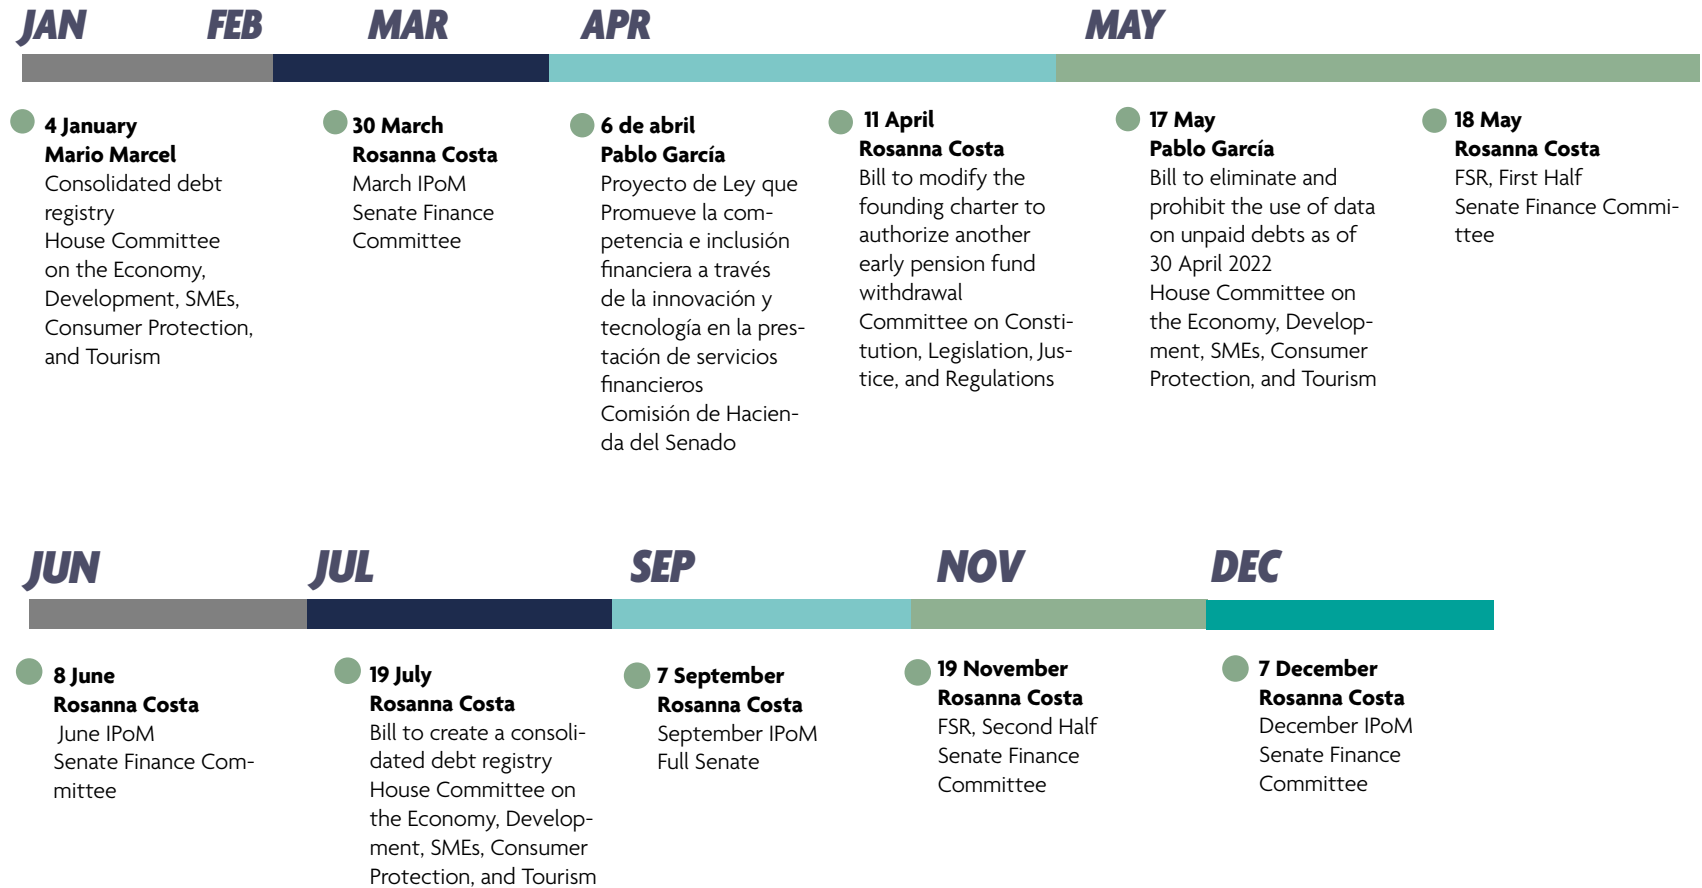 JAN
FEB
MAR
APR
MAY
4 January
Mario Marcel
Consolidated debt
registry
House Committee
on the Economy,
Development, SMEs,
Consumer Protection,
and Tourism
30 March
Rosanna Costa
March IPoM
Senate Finance
Committee
6 de abril
Pablo García
Proyecto de Ley que
Promueve la com-
petencia e inclusión
financiera a través
de la innovación y
tecnología en la pres-
tación de servicios
financieros
Comisión de Hacien-
da del Senado
11 April
Rosanna Costa
Bill to modify the
founding charter to
authorize another
early pension fund
withdrawal
Committee on Consti-
tution, Legislation, Jus-
tice, and Regulations
17 May
Pablo García
Bill to eliminate and
prohibit the use of data
on unpaid debts as of
30 April 2022
House Committee on
the Economy, Develop-
ment, SMEs, Consumer
Protection, and Tourism
18 May
Rosanna Costa
FSR, First Half
Senate Finance Commi-
ttee
JUN
JUL
SEP
NOV
DEC
8 June
Rosanna Costa
June IPoM
Senate Finance Com-
mittee
19 July
Rosanna Costa
Bill to create a consoli-
dated debt registry
House Committee on
the Economy, Develop-
ment, SMEs, Consumer
Protection, and Tourism
7 September
Rosanna Costa
September IPoM
Full Senate
19 November
Rosanna Costa
FSR, Second Half
Senate Finance
Committee
7 December
Rosanna Costa
December IPoM
Senate Finance
Committee